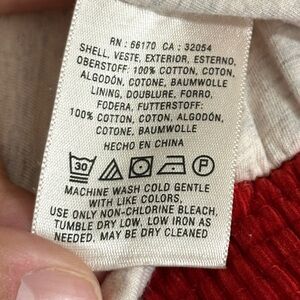 RN: 66170 CA: 32054
SHELL, VESTE, EXTERIOR, ESTERNO,
OBERSTOFF: 100% COTTON, COTON,
ALGODÓN, COTONE, BAUMWOLLE
LINING, DOUBLURE, FORRO,
FODERA, FUTTERSTOFF:
100% COTTON, COTON, ALGODÓN,
COTONE, BAUMWOLLE
HECHO EN CHINA
30 P
MACHINE WASH COLD GENTLE
WITH LIKE COLORS,
USE ONLY NON-CHLORINE BLEACH,
TUMBLE DRY LOW, LOW IRON AS
NEEDED, MAY BE DRY CLEANED